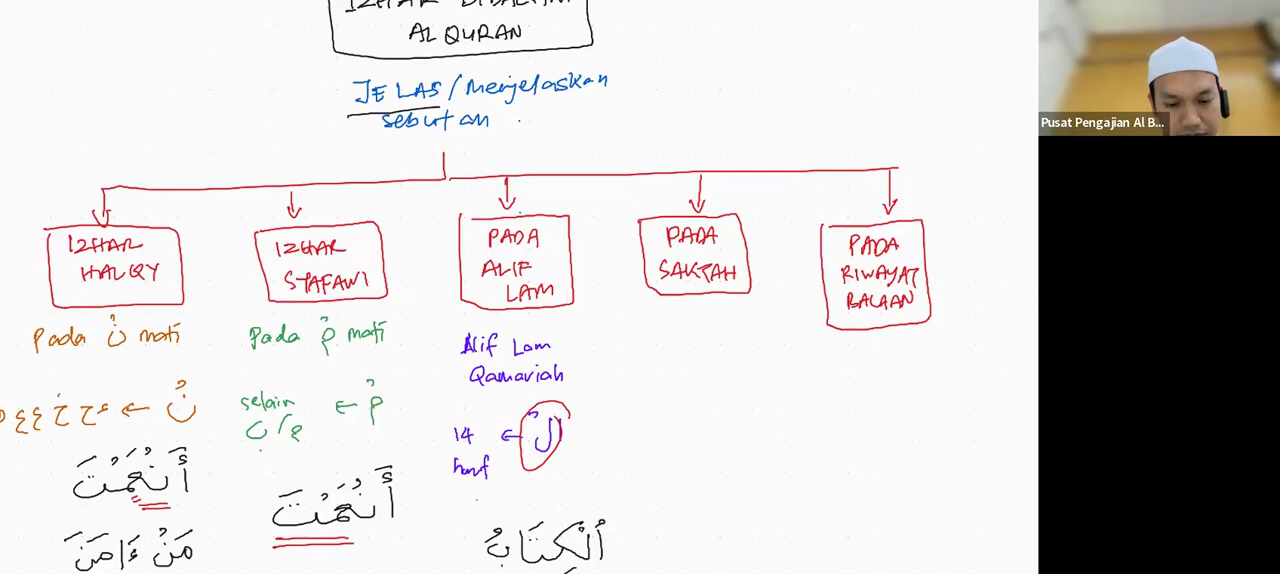 AL QURAN
JELAS / Menjelaskan
sebutan
IZHAR
HALQY
IZHAR
SYAFAWI
PADA
ALIF
LAM
PADA
SAKTAH
PADA
RIWAYAT
BACAAN
Pada نْ mati
Pada مْ mati
Alif Lam
Qamariah
نْ ← ء ح خ ع غ
selain
مْ ←
ب / م
الْ ← 14
huruf
أَنْعَمْتَ
مَنْ ءَامَنَ
أَنْعَمْتَ
ٱلْكِتَابُ
Pusat Pengajian Al B...